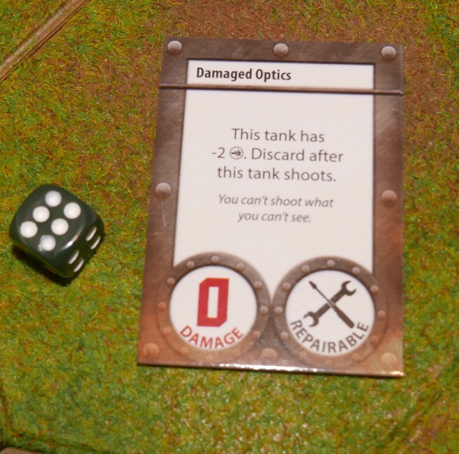 Damaged Optics
This tank has
-2 . Discard after
this tank shoots.
You can't shoot what
you can't see.
0
DAMAGE
REPAIRABLE